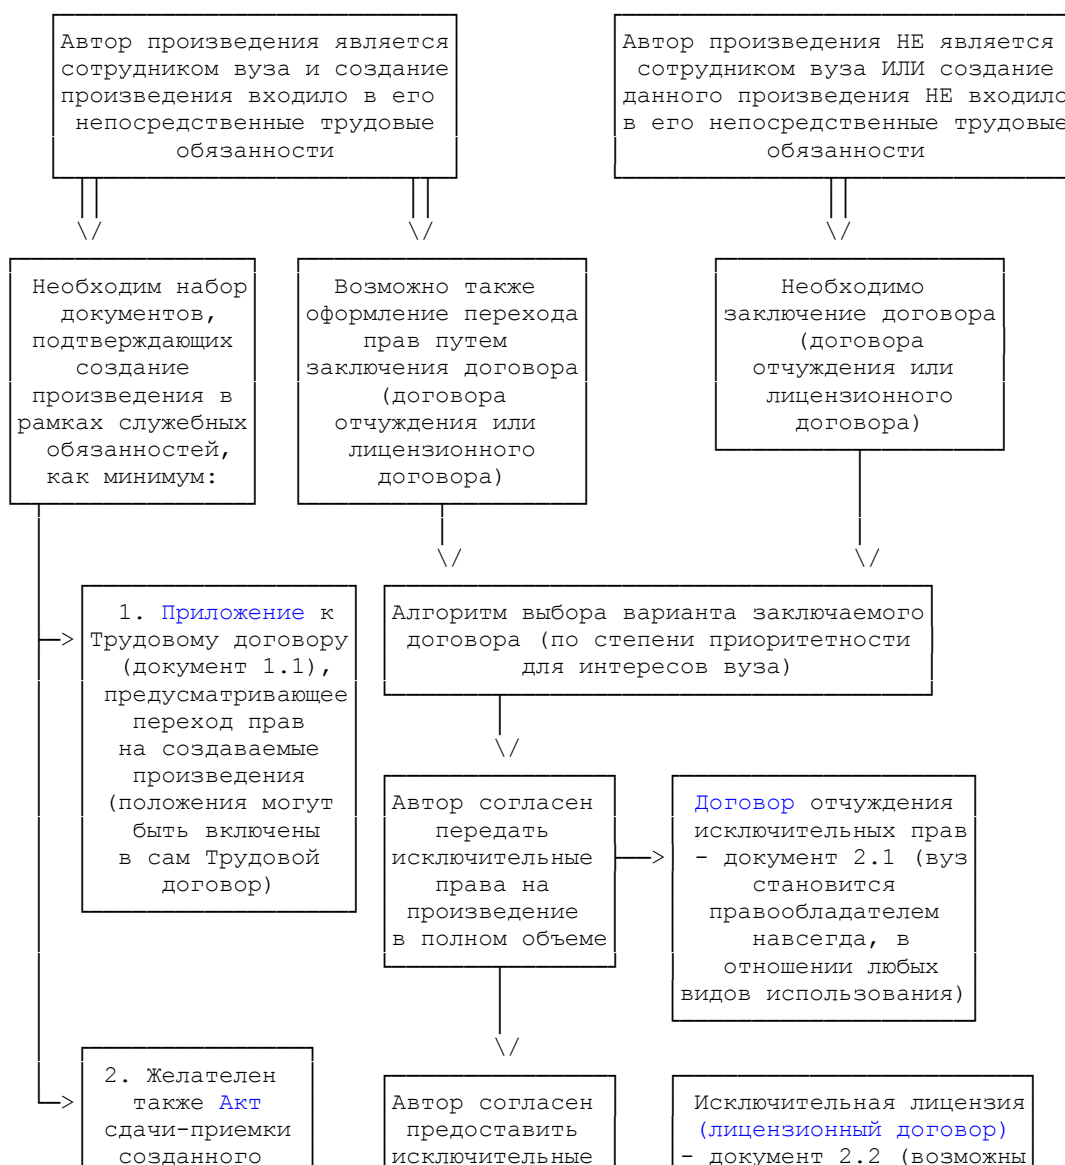 Автор произведения является
сотрудником вуза и создание
произведения входило в его
непосредственные трудовые
обязанности
Автор произведения НЕ является
сотрудником вуза ИЛИ создание
данного произведения НЕ входило
в его непосредственные трудовые
обязанности
Необходим набор
документов,
подтверждающих
создание
произведения в
рамках служебных
обязанностей,
как минимум:
Возможно также
оформление перехода
прав путем
заключения договора
(договора
отчуждения или
лицензионного
договора)
Необходимо
заключение договора
(договора
отчуждения или
лицензионного
договора)
1. Приложение к
Трудовому договору
(документ 1.1),
предусматривающее
переход прав
на создаваемые
произведения
(положения могут
быть включены
в сам Трудовой
договор)
Алгоритм выбора варианта заключаемого
договора (по степени приоритетности
для интересов вуза)
Автор согласен
передать
исключительные
права на
произведение
в полном объеме
Договор отчуждения
исключительных прав
- документ 2.1 (вуз
становится
правообладателем
навсегда, в
отношении любых
видов использования)
2. Желателен
также Акт
сдачи-приемки
созданного
Автор согласен
предоставить
исключительные
Исключительная лицензия
(лицензионный договор)
- документ 2.2 (возможны